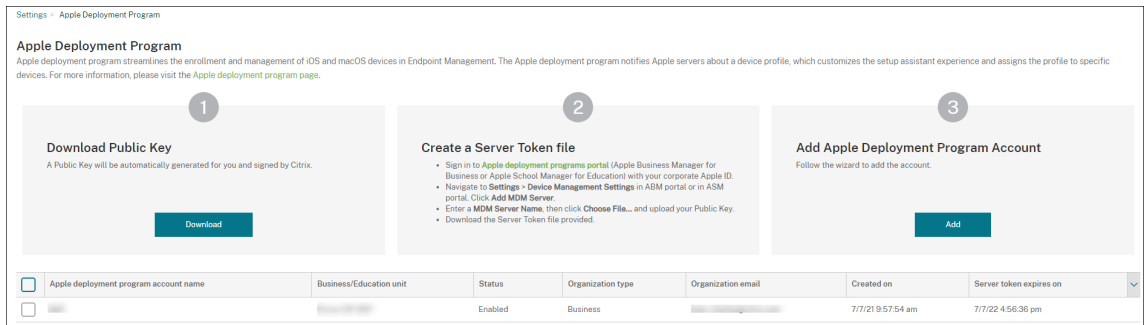 Settings > Apple Deployment Program
Apple Deployment Program
Apple deployment program streamlines the enrollment and management of iOS and macOS devices in Endpoint Management. The Apple deployment program notifies Apple servers about a device profile, which customizes the setup assistant experience and assigns the profile to specific
devices. For more information, please visit the Apple deployment program page.
1
Download Public Key
A Public Key will be automatically generated for you and signed by Citrix.
Download
2
Create a Server Token file
• Sign in to Apple deployment programs portal (Apple Business Manager for
Business or Apple School Manager for Education) with your corporate Apple ID.
• Navigate to Settings > Device Management Settings in ABM portal or in ASM
portal. Click Add MDM Server.
• Enter a MDM Server Name, then click Choose File... and upload your Public Key.
• Download the Server Token file provided.
3
Add Apple Deployment Program Account
Follow the wizard to add the account.
Add
Apple deployment program account name Business/Education unit Status Organization type Organization email Created on Server token expires on
Enabled Business 7/7/21 9:57:54 am 7/7/22 4:56:36 pm